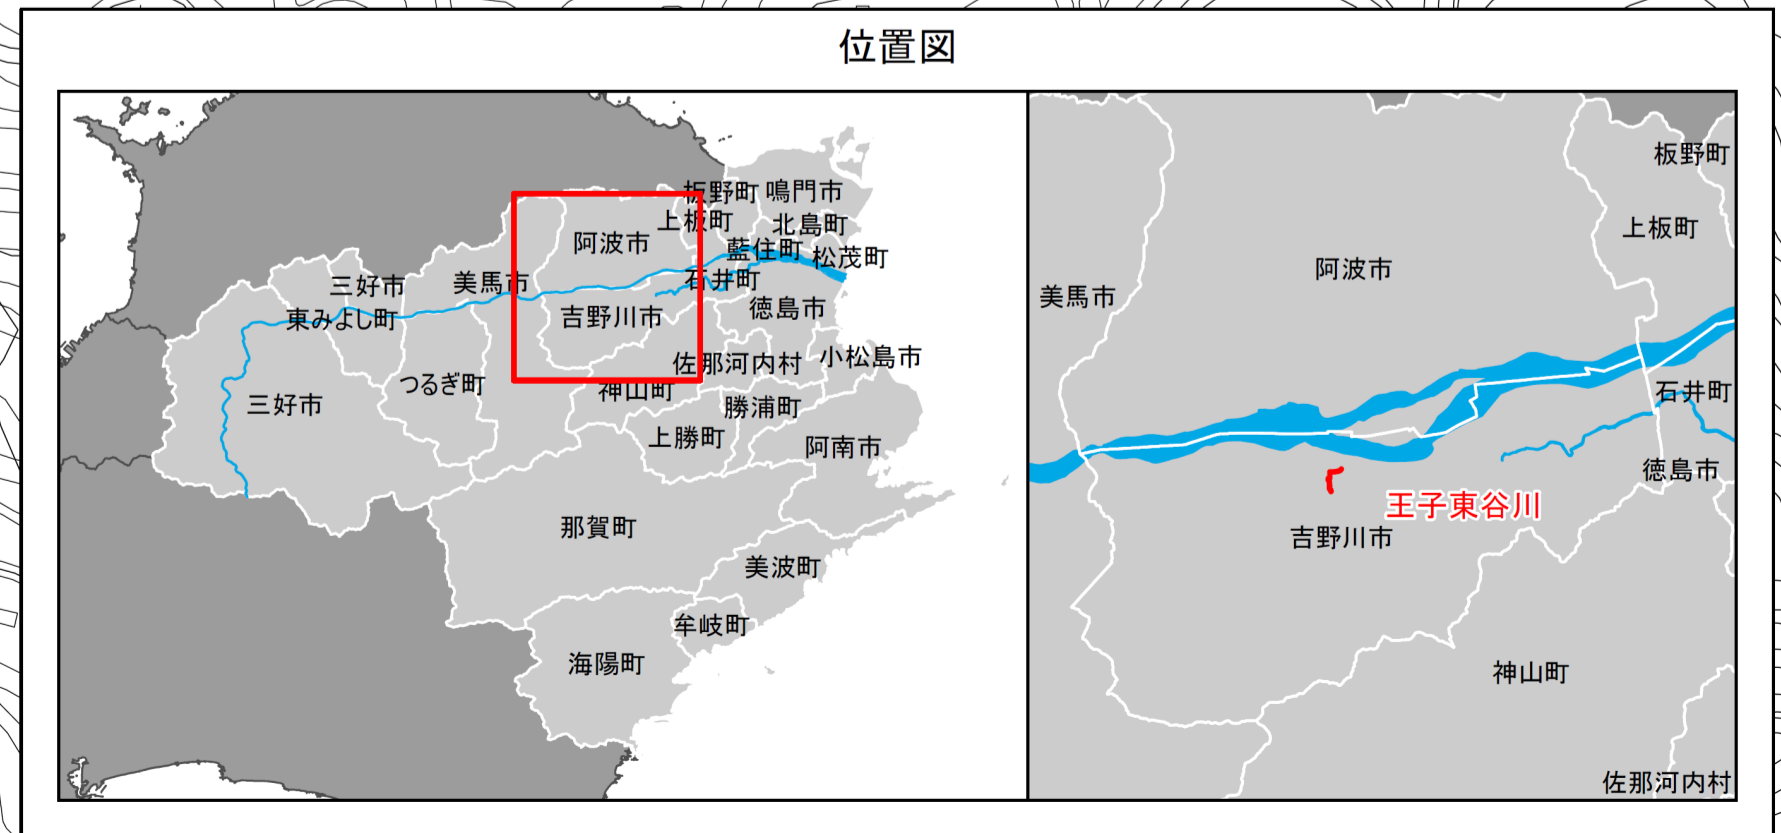 位置図
板野町
鳴門市
上板町
北島町
阿波市
藍住町
松茂町
三好市
美馬市
石井町
東みよし町
吉野川市
徳島市
佐那河内村
小松島市
つるぎ町
神山町
三好市
勝浦町
上勝町
阿南市
那賀町
美波町
牟岐町
海陽町
板野町
上板町
阿波市
美馬市
石井町
徳島市
王子東谷川
吉野川市
神山町
佐那河内村